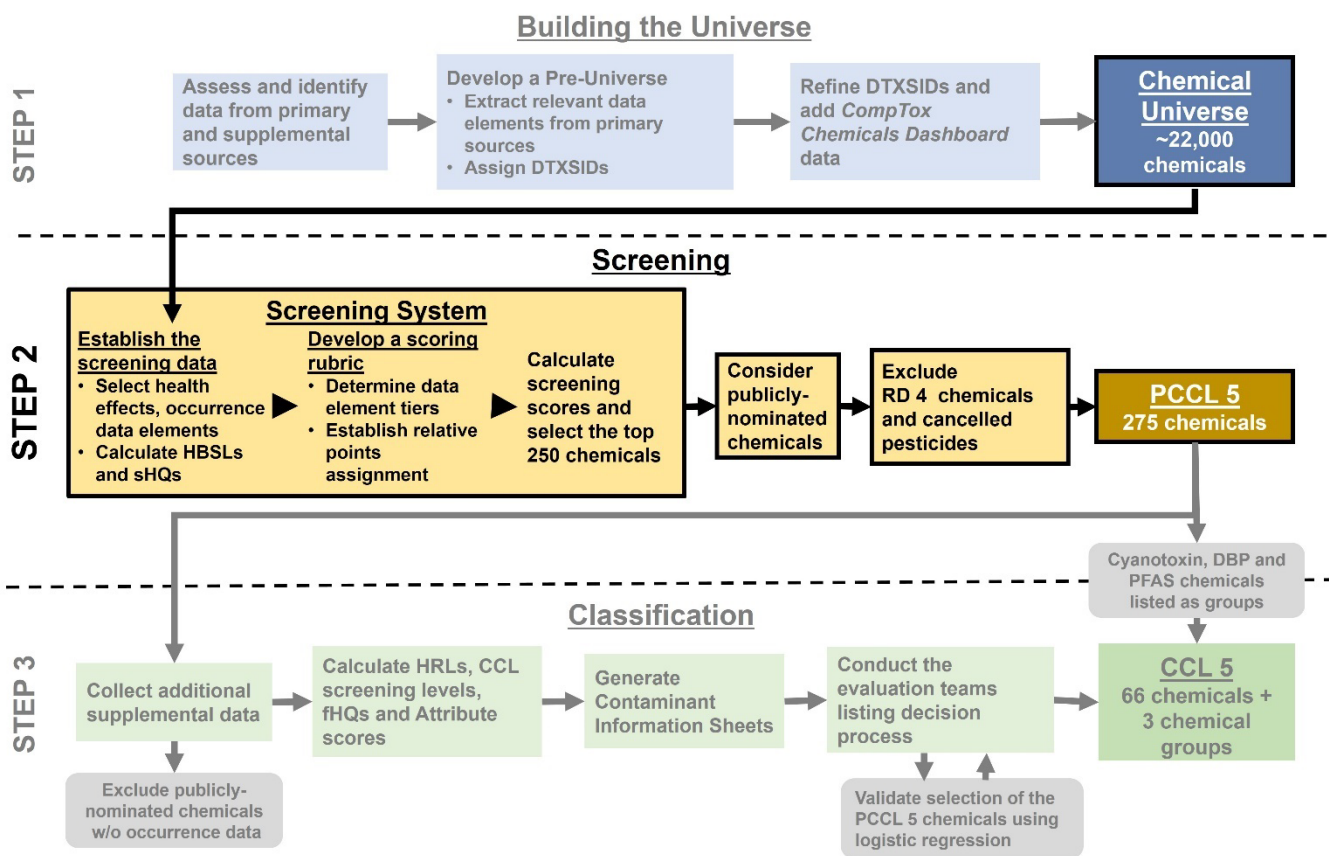 Building the Universe
STEP 1
Assess and identify
data from primary
and supplemental
sources
Develop a Pre-Universe
• Extract relevant data
elements from primary
sources
• Assign DTXSIDs
Refine DTXSIDs and
add CompTox
Chemicals Dashboard
data
Chemical
Universe
~22,000
chemicals
Screening
STEP 2
Screening System
Establish the
screening data
• Select health
effects, occurrence
data elements
• Calculate HBSLs
and sHQs
Develop a scoring
rubric
• Determine data
element tiers
• Establish relative
points
assignment
Calculate
screening
scores and
select the top
250 chemicals
Consider
publicly-
nominated
chemicals
Exclude
RD 4 chemicals
and cancelled
pesticides
PCCL 5
275 chemicals
Cyanotoxin, DBP and
PFAS chemicals
listed as groups
Classification
STEP 3
Collect additional
supplemental data
Calculate HRLs, CCL
screening levels,
fHQs and Attribute
scores
Generate
Contaminant
Information Sheets
Conduct the
evaluation teams
listing decision
process
CCL 5
66 chemicals +
3 chemical
groups
Exclude publicly-
nominated chemicals
w/o occurrence data
Validate selection of the
PCCL 5 chemicals using
logistic regression